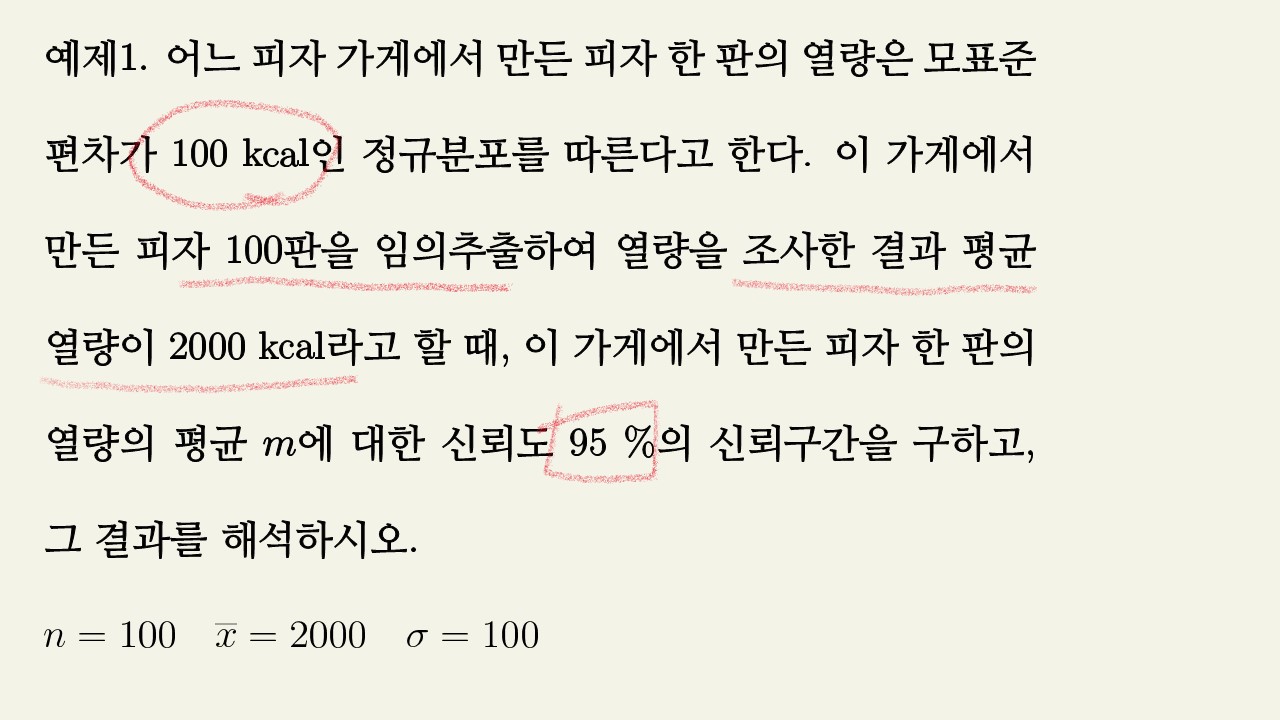 예제1. 어느 피자 가게에서 만든 피자 한 판의 열량은 모표준
편차가 100 kcal인 정규분포를 따른다고 한다. 이 가게에서
만든 피자 100판을 임의추출하여 열량을 조사한 결과 평균
열량이 2000 kcal라고 할 때, 이 가게에서 만든 피자 한 판의
열량의 평균 m에 대한 신뢰도 95 %의 신뢰구간을 구하고,
그 결과를 해석하시오.
n = 100 x̅ = 2000 σ = 100